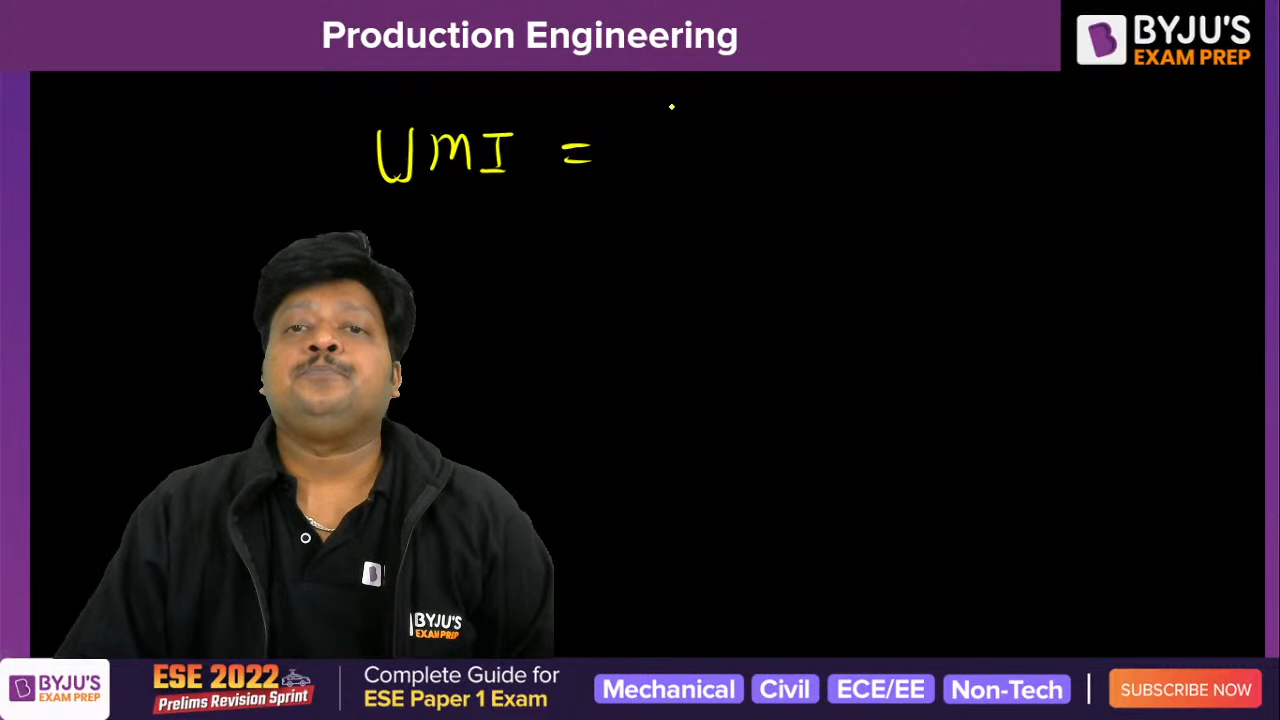 Production Engineering
BYJU'S
EXAM PREP
UMI =
BYJU'S
EXAM PREP
BYJU'S
EXAM PREP
ESE 2022
Prelims Revision Sprint
Complete Guide for
ESE Paper 1 Exam
Mechanical Civil ECE/EE Non-Tech
SUBSCRIBE NOW